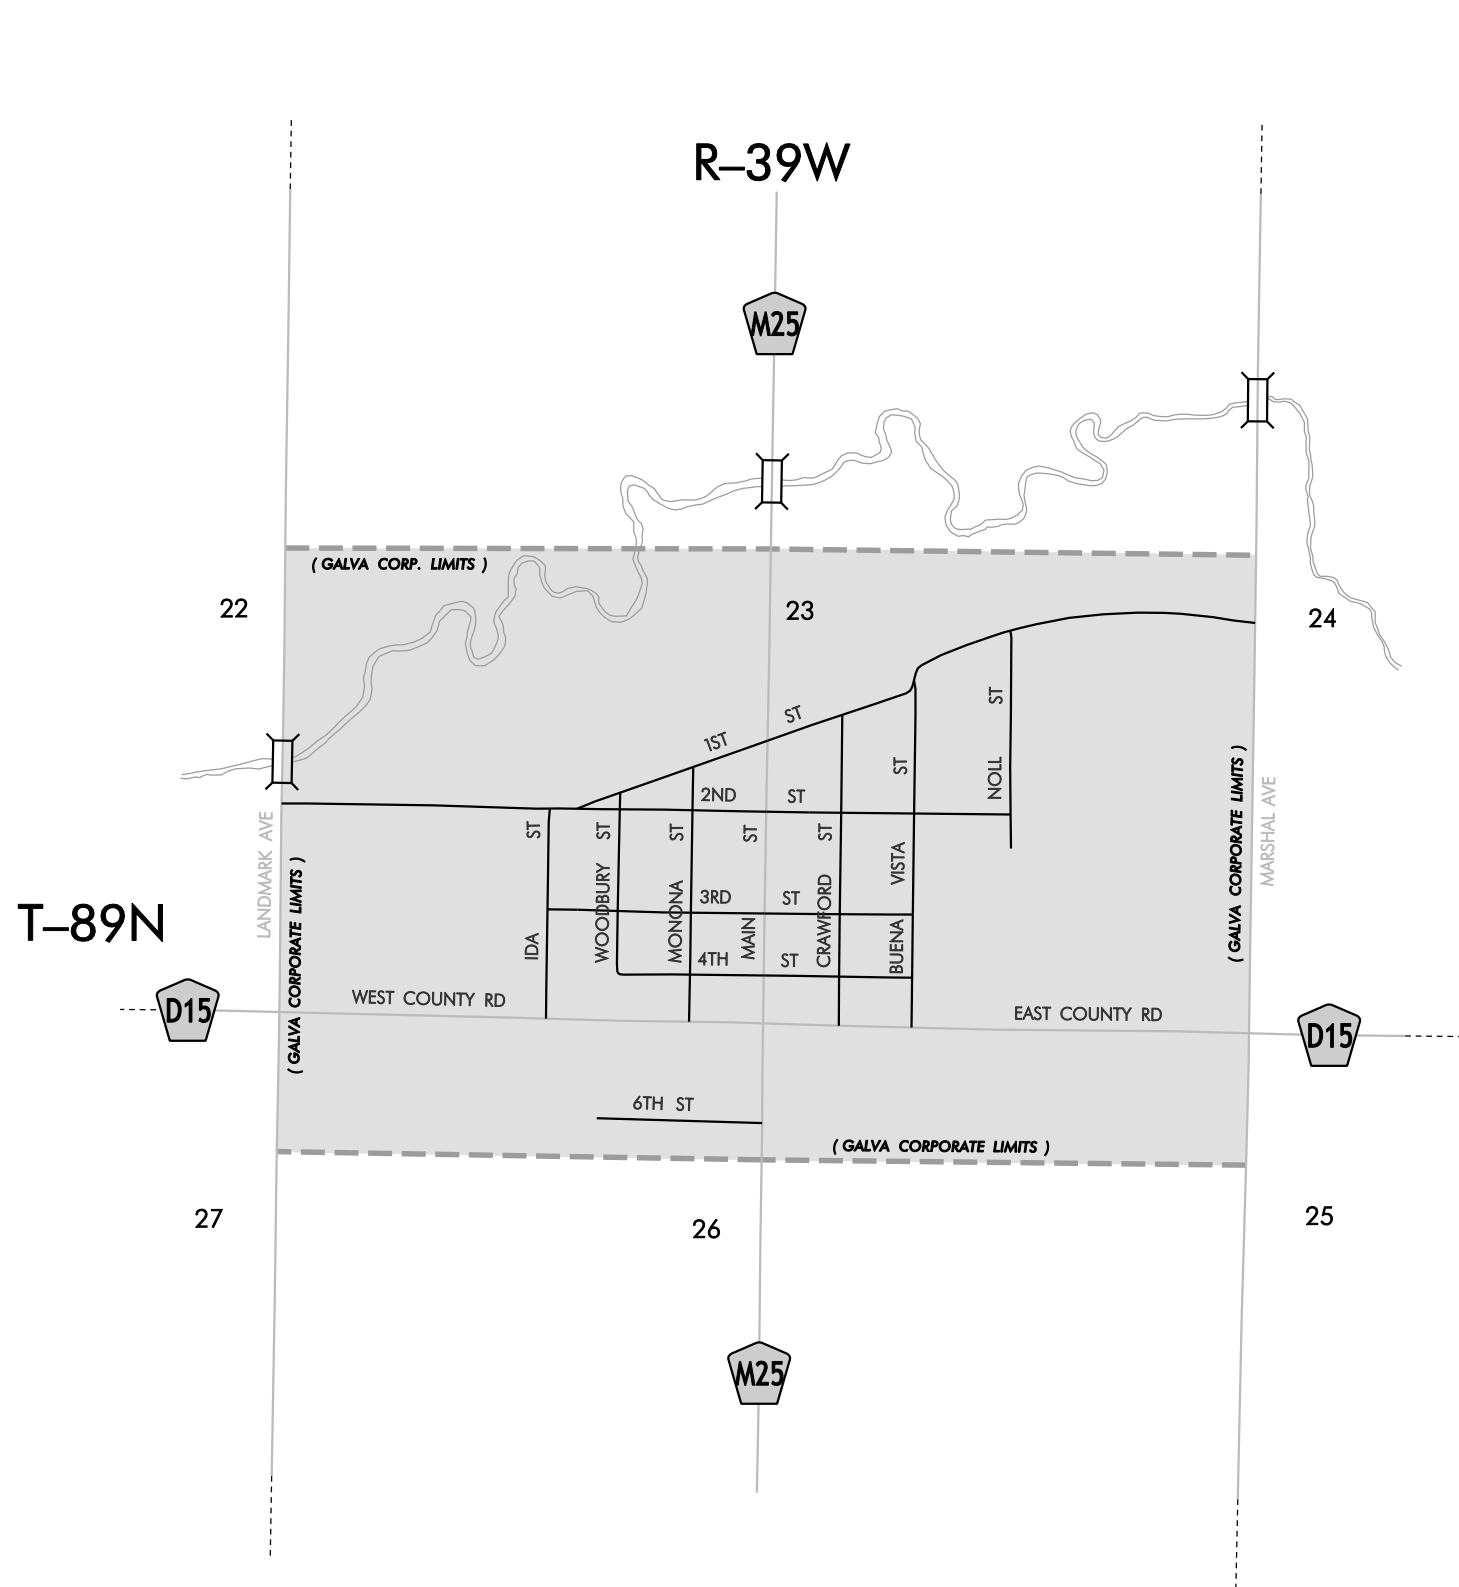 R–39W
M25
( GALVA CORP. LIMITS )
22
23
24
1ST ST
NOLL ST
2ND ST
LANDMARK AVE
( GALVA CORPORATE LIMITS )
IDA ST
WOODBURY ST
MONONA ST
MAIN ST
CRAWFORD ST
BUENA VISTA ST
( GALVA CORPORATE LIMITS )
MARSHAL AVE
3RD ST
T–89N
4TH ST
D15
WEST COUNTY RD
EAST COUNTY RD
D15
6TH ST
( GALVA CORPORATE LIMITS )
27
26
25
M25